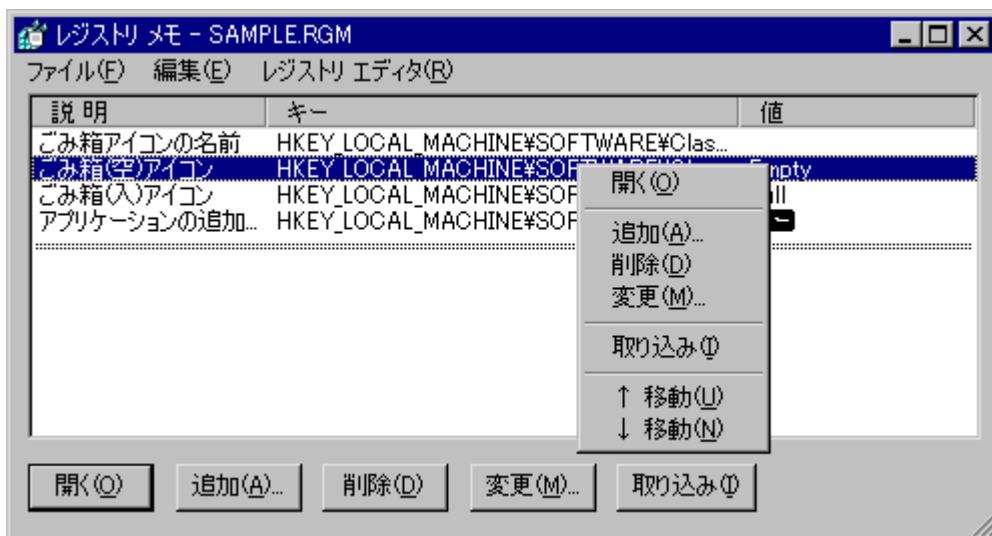 レジストリ メモ - SAMPLE.RGM
ファイル(F) 編集(E) レジストリ エディタ(R)
説 明 キー 値
ごみ箱アイコンの名前 HKEY_LOCAL_MACHINE¥SOFTWARE¥Clas...
ごみ箱(空)アイコン HKEY_LOCAL_MACHINE¥SOF
ごみ箱(入)アイコン HKEY_LOCAL_MACHINE¥SOF
アプリケーションの追加... HKEY_LOCAL_MACHINE¥SOF
開く(O)
追加(A)...
削除(D)
変更(M)...
取り込み(I)
↑ 移動(U)
↓ 移動(N)
開く(O) 追加(A)... 削除(D) 変更(M)... 取り込み(I)